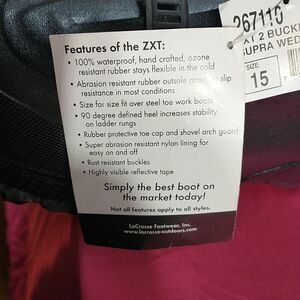 Features of the ZXT:
• 100% waterproof, hand crafted, ozone
resistant rubber stays flexible in the cold
• Abrasion resistant rubber outsole provides slip
resistance in most conditions
• Size for size fit over steel toe work boots
• 90 degree defined heel increases stability
on ladder rungs
• Rubber protective toe cap and shovel arch guard
• Super abrasion resistant nylon lining for
easy on and off
• Rust resistant buckles
• Highly visible reflective tape
Simply the best boot on
the market today!
Not all features apply to all styles.
LaCrosse Footwear, Inc.
www.lacrosse-outdoors.com
267110
ZXT 2 BUCK
SUPRA WED
SIZE:
15